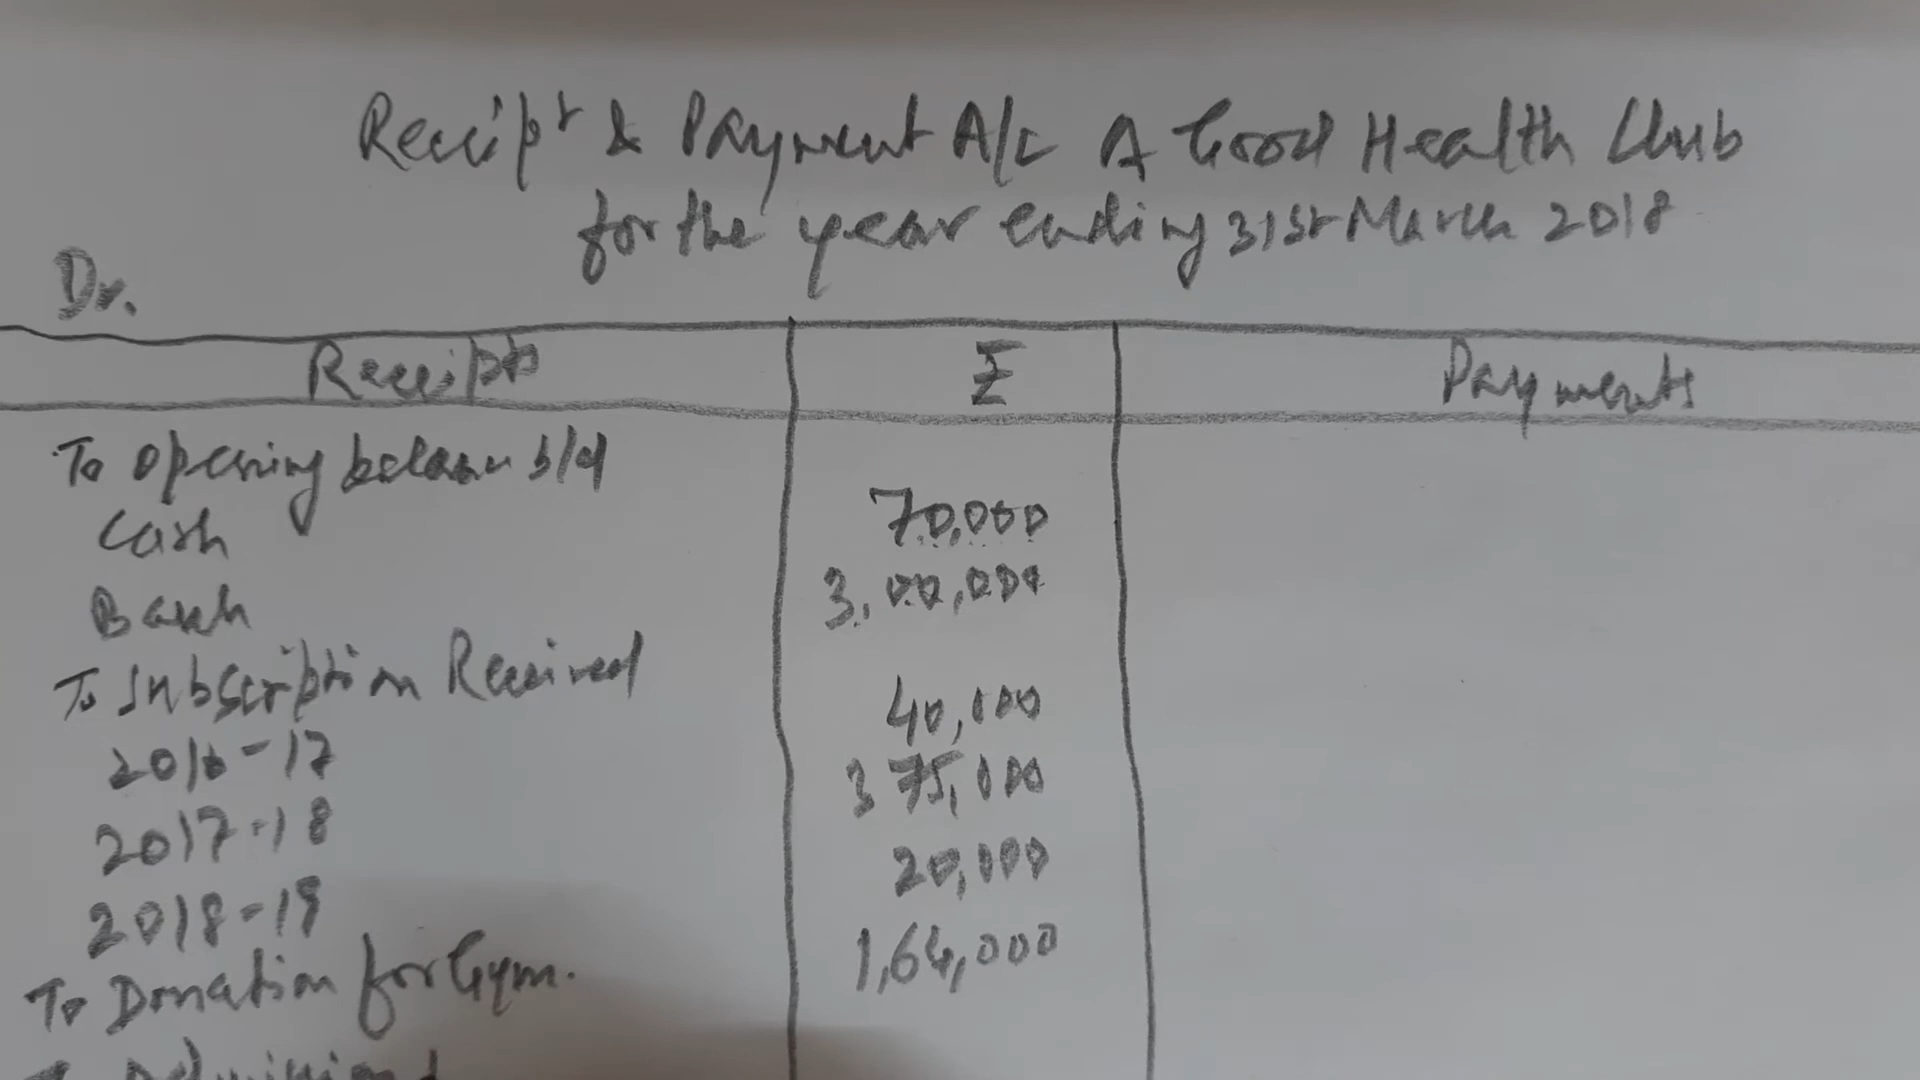 Receipt & Payment A/c A Good Health Club
for the year ending 31st March 2018
Dr.
Receipts ₹ Payments
To opening balance b/d
Cash 70,000
Bank 3,00,000
To Subscription Received
2016-17 40,000
2017-18 375,000
2018-19 20,000
To Donation for Gym. 1,64,000